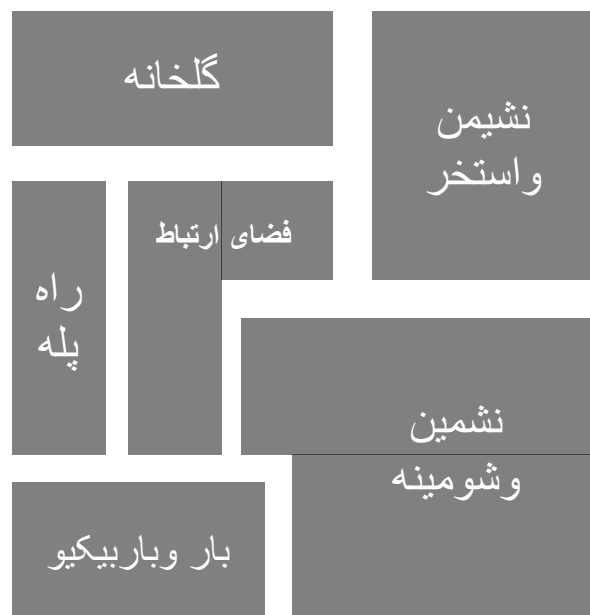 گلخانه
نشیمن
واستخر
فضای ارتباط
راه
پله
نشمین
وشومینه
بار وباربیکیو